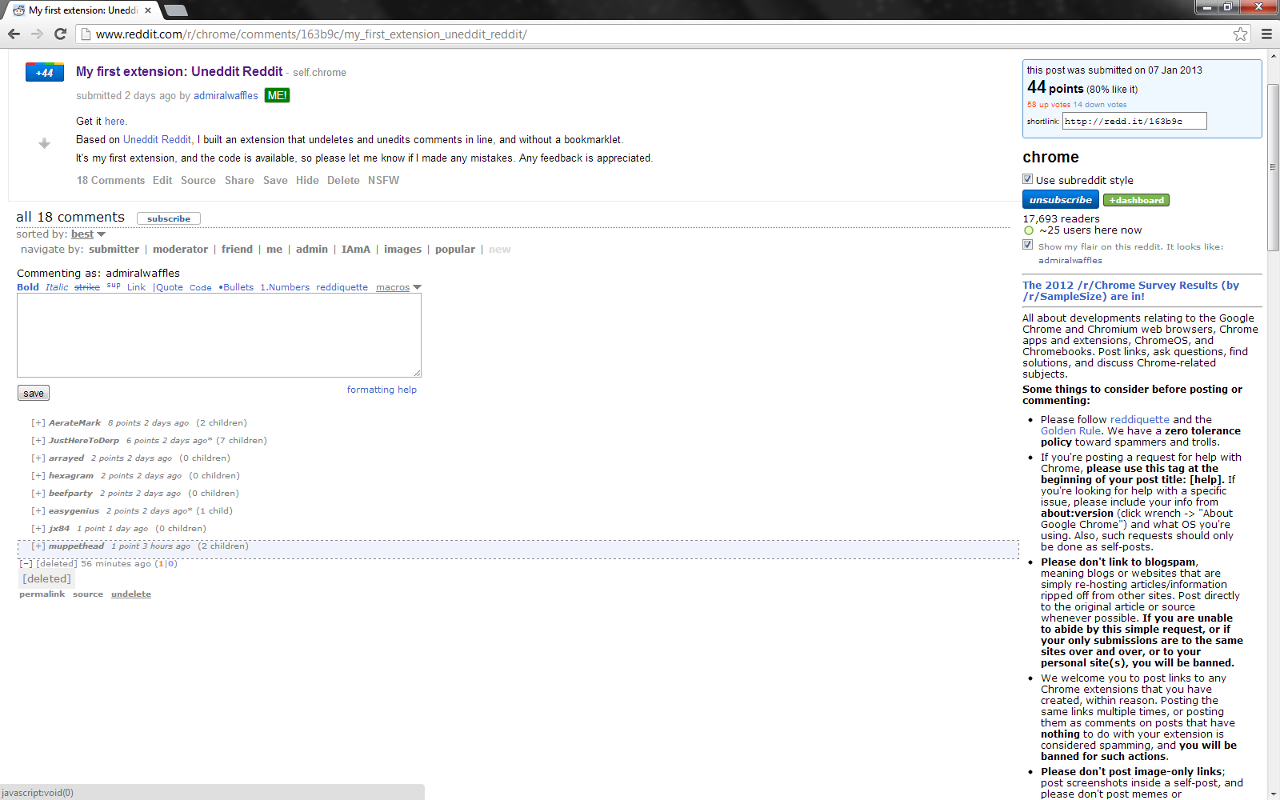 My first extension: Unedd
www.reddit.com/r/chrome/comments/163b9c/my_first_extension_uneddit_reddit/
+44
My first extension: Uneddit Reddit - self.chrome
submitted 2 days ago by admiralwaffles ME!
Get it here.
Based on Uneddit Reddit, I built an extension that undeletes and unedits comments in line, and without a bookmarklet.
It's my first extension, and the code is available, so please let me know if I made any mistakes. Any feedback is appreciated.
18 Comments Edit Source Share Save Hide Delete NSFW
all 18 comments subscribe
sorted by: best
navigate by: submitter | moderator | friend | me | admin | IAmA | images | popular | new
Commenting as: admiralwaffles
Bold Italic strike sup Link |Quote Code •Bullets 1.Numbers reddiquette macros
save formatting help
[+] AerateMark 8 points 2 days ago (2 children)
[+] JustHereToDerp 6 points 2 days ago* (7 children)
[+] arrayed 2 points 2 days ago (0 children)
[+] hexagram 2 points 2 days ago (0 children)
[+] beefparty 2 points 2 days ago (0 children)
[+] easygenius 2 points 2 days ago* (1 child)
[+] jx84 1 point 1 day ago (0 children)
[+] muppethead 1 point 3 hours ago (2 children)
[–] [deleted] 56 minutes ago (1|0)
[deleted]
permalink source undelete
this post was submitted on 07 Jan 2013
44 points (80% like it)
58 up votes 14 down votes
shortlink: http://redd.it/163b9c
chrome
Use subreddit style
unsubscribe +dashboard
17,693 readers
~25 users here now
Show my flair on this reddit. It looks like:
admiralwaffles
The 2012 /r/Chrome Survey Results (by
/r/SampleSize) are in!
All about developments relating to the Google
Chrome and Chromium web browsers, Chrome
apps and extensions, ChromeOS, and
Chromebooks. Post links, ask questions, find
solutions, and discuss Chrome-related
subjects.
Some things to consider before posting or
commenting:
• Please follow reddiquette and the
Golden Rule. We have a zero tolerance
policy toward spammers and trolls.
• If you're posting a request for help with
Chrome, please use this tag at the
beginning of your post title: [help]. If
you're looking for help with a specific
issue, please include your info from
about:version (click wrench -> "About
Google Chrome") and what OS you're
using. Also, such requests should only
be done as self-posts.
• Please don't link to blogspam,
meaning blogs or websites that are
simply re-hosting articles/information
ripped off from other sites. Post directly
to the original article or source
whenever possible. If you are unable
to abide by this simple request, or if
your only submissions are to the same
sites over and over, or to your
personal site(s), you will be banned.
• We welcome you to post links to any
Chrome extensions that you have
created, within reason. Posting the
same links multiple times, or posting
them as comments on posts that have
nothing to do with your extension is
considered spamming, and you will be
banned for such actions.
• Please don't post image-only links;
post screenshots inside a self-post, and
please don't post memes or
javascript:void(0)